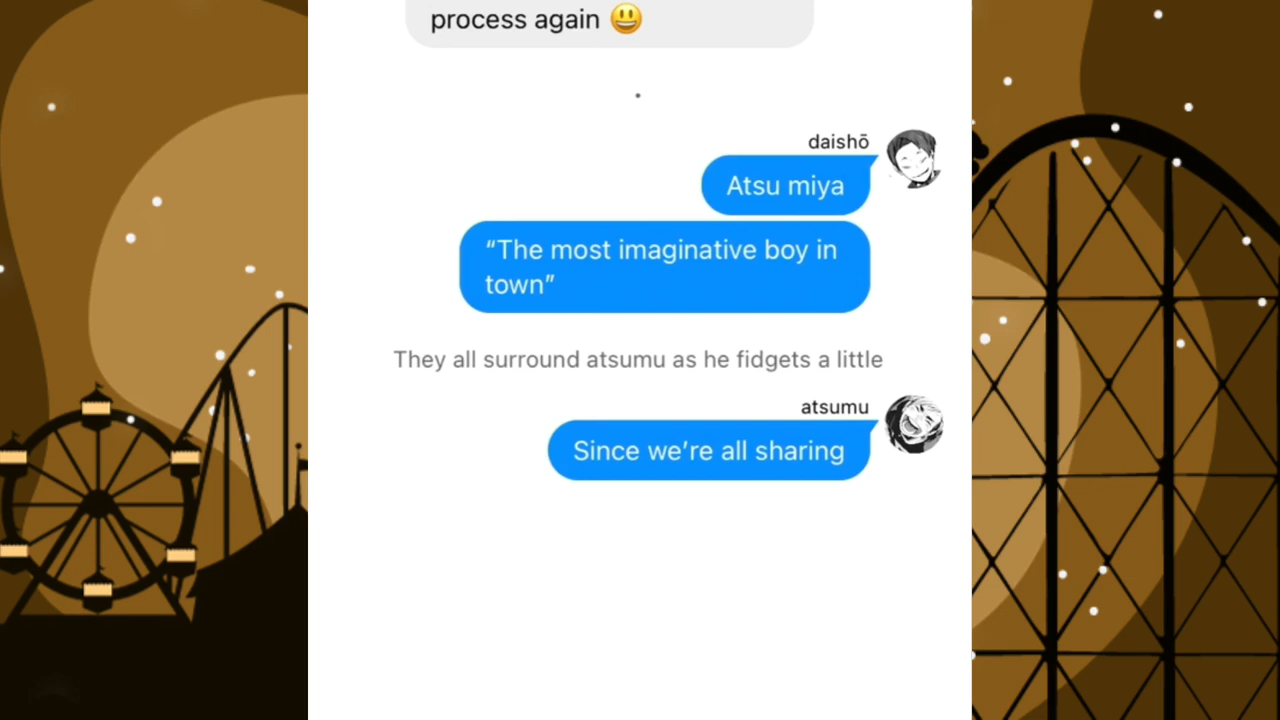 process again 😃
daishō
Atsu miya
“The most imaginative boy in
town”
They all surround atsumu as he fidgets a little
atsumu
Since we’re all sharing